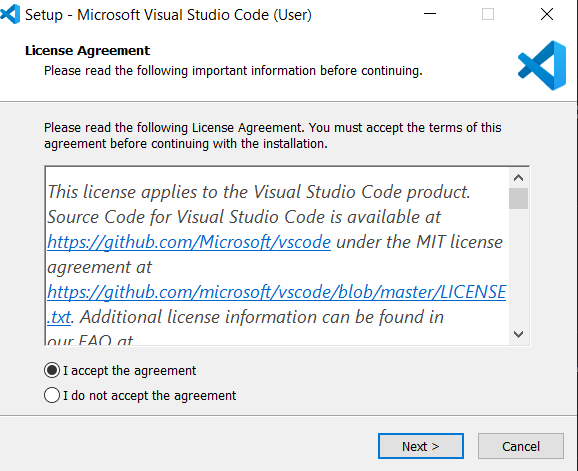 Setup - Microsoft Visual Studio Code (User)
License Agreement
Please read the following important information before continuing.
Please read the following License Agreement. You must accept the terms of this
agreement before continuing with the installation.
This license applies to the Visual Studio Code product.
Source Code for Visual Studio Code is available at
https://github.com/Microsoft/vscode under the MIT license
agreement at
https://github.com/microsoft/vscode/blob/master/LICENSE
.txt. Additional license information can be found in
our FAQ at
I accept the agreement
I do not accept the agreement
Next >
Cancel